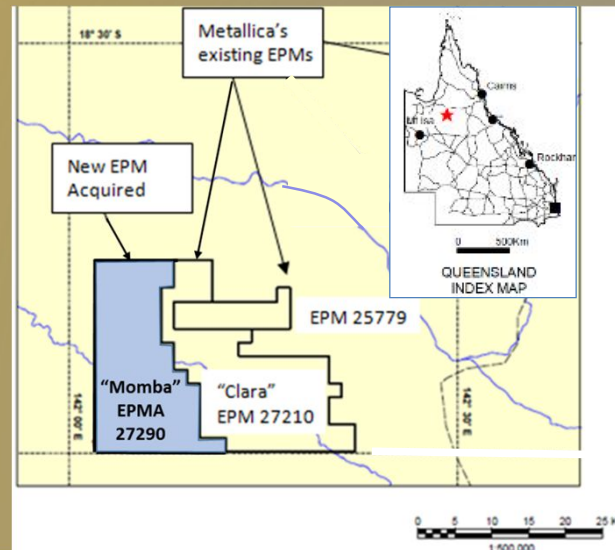 18° 30' S
Metallica's
existing EPMs
Cairns
Mt Isa
Rockhar
0 500Km
QUEENSLAND
INDEX MAP
New EPM
Acquired
EPM 25779
"Momba"
EPMA
27290
"Clara"
EPM 27210
142° 00' E
142° 30' E
0 5 10 15 20 25 K
1:500,000